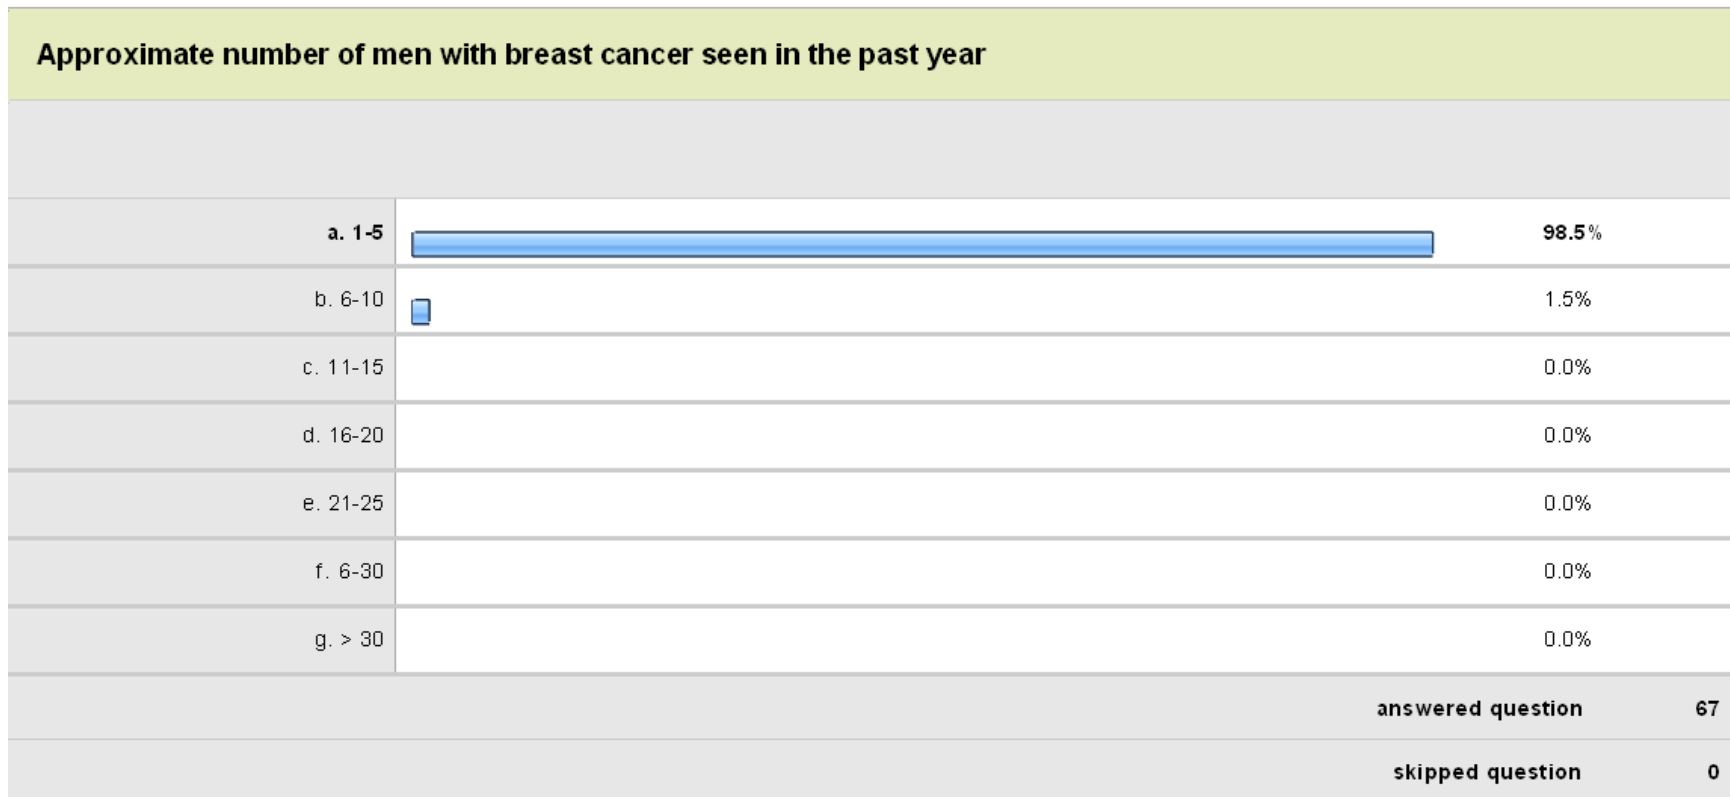 Approximate number of men with breast cancer seen in the past year
a. 1-5 98.5%
b. 6-10 1.5%
c. 11-15 0.0%
d. 16-20 0.0%
e. 21-25 0.0%
f. 6-30 0.0%
g. > 30 0.0%
answered question 67
skipped question 0